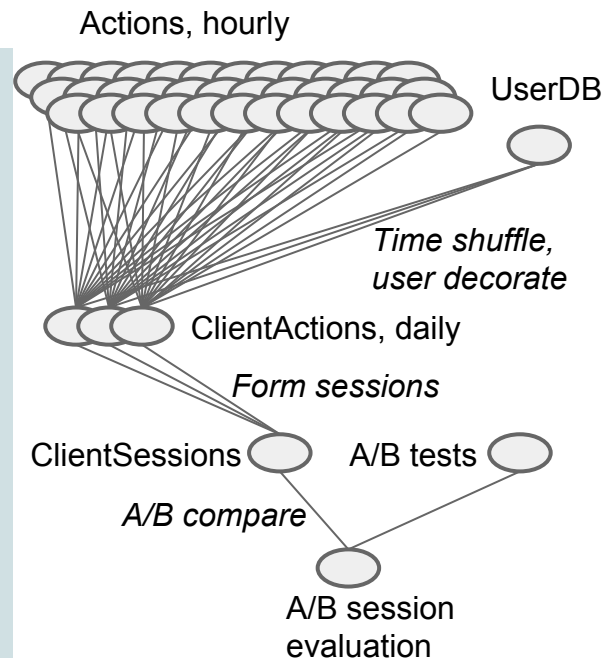 Actions, hourly
UserDB
Time shuffle,
user decorate
ClientActions, daily
Form sessions
ClientSessions
A/B tests
A/B compare
A/B session
evaluation